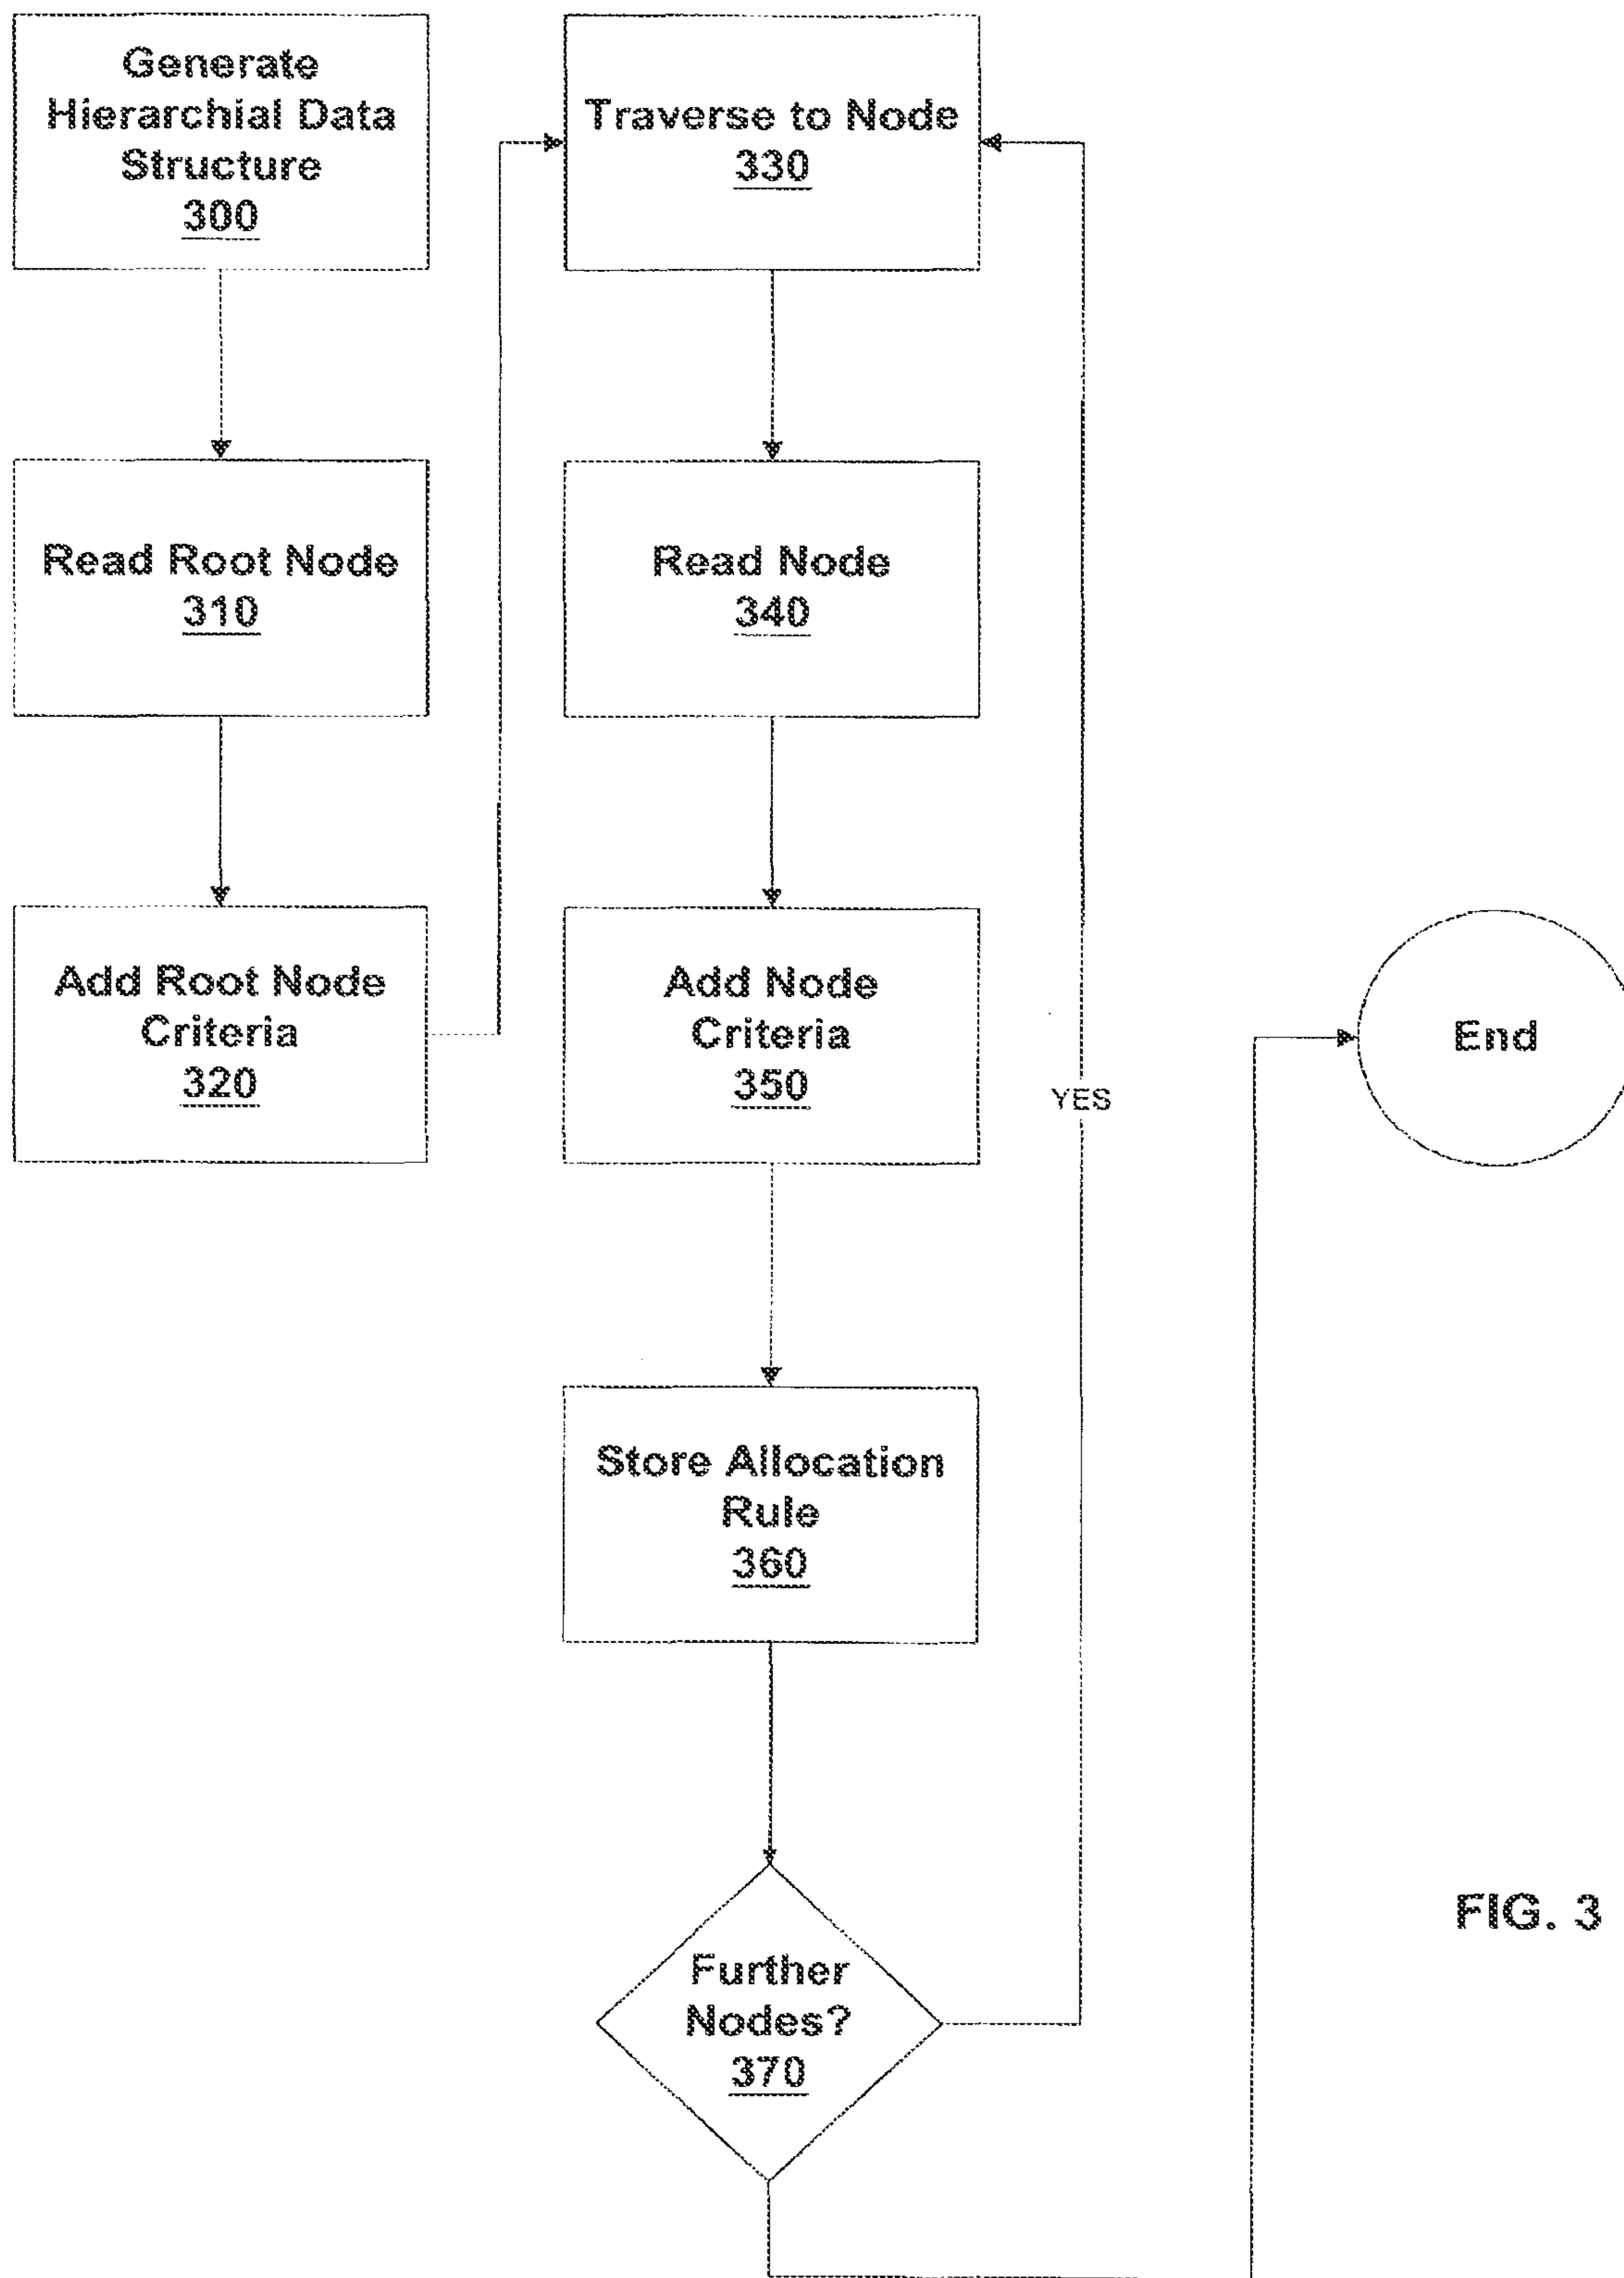 Generate
Hierarchial Data
Structure
300
Read Root Node
310
Add Root Node
Criteria
320
Traverse to Node
330
Read Node
340
Add Node
Criteria
350
Store Allocation
Rule
360
Further
Nodes?
370
YES
End
FIG. 3